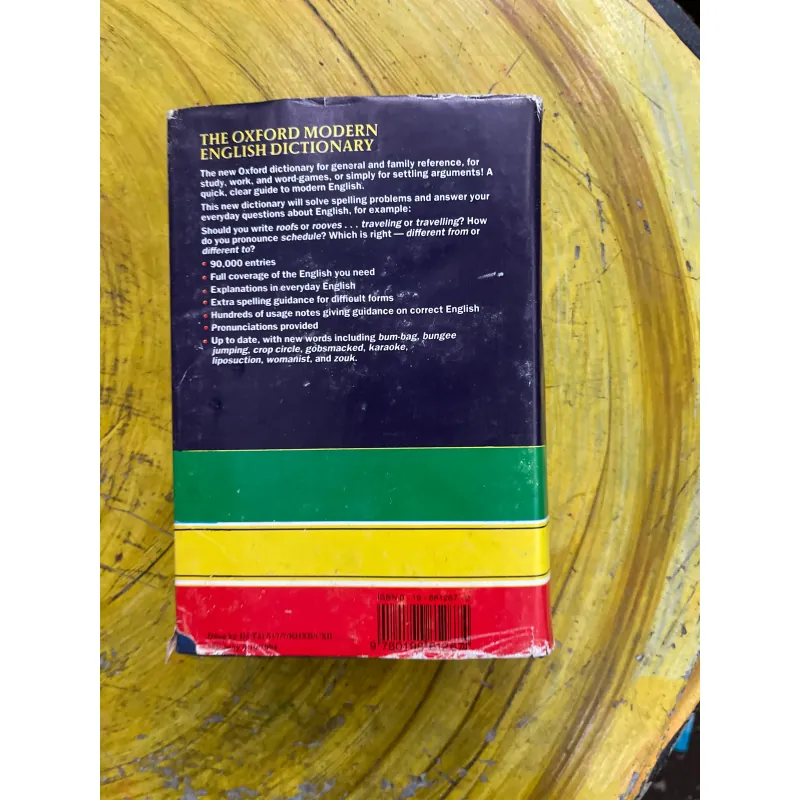 THE OXFORD MODERN
ENGLISH DICTIONARY
The new Oxford dictionary for general and family reference, for
study, work, and word-games, or simply for settling arguments! A
quick, clear guide to modern English.
This new dictionary will solve spelling problems and answer your
everyday questions about English, for example:
Should you write roofs or rooves . . . traveling or travelling? How
do you pronounce schedule? Which is right — different from or
different to?
• 90,000 entries
• Full coverage of the English you need
• Explanations in everyday English
• Extra spelling guidance for difficult forms
• Hundreds of usage notes giving guidance on correct English
• Pronunciations provided
• Up to date, with new words including bum-bag, bungee
jumping, crop circle, gobsmacked, karaoke,
liposuction, womanist, and zouk.
ISBN 0